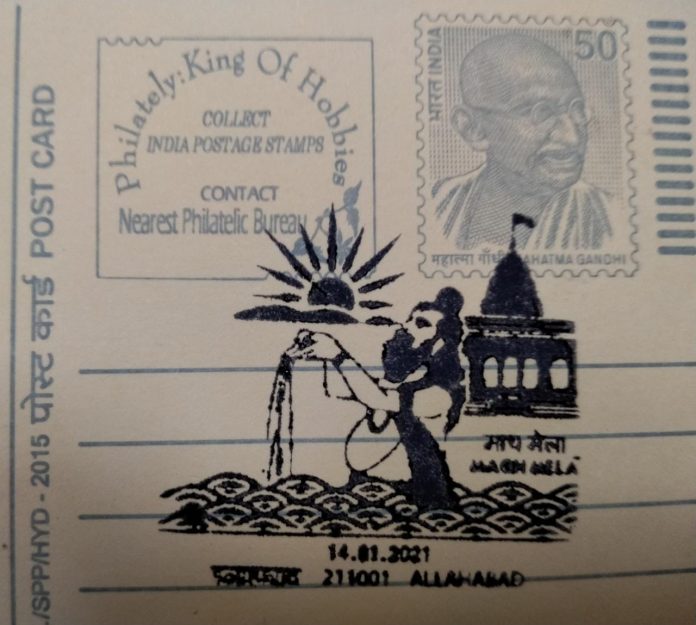 ./SPP/HYD - 2015 पोस्ट कार्ड POST CARD
Philately: King Of Hobbies
COLLECT
INDIA POSTAGE STAMPS
CONTACT
Nearest Philatelic Bureau
भारत INDIA
50
महात्मा गाँधी MAHATMA GANDHI
माघ मेला
MAGH MELA
14.01.2021
211001 ALLAHABAD